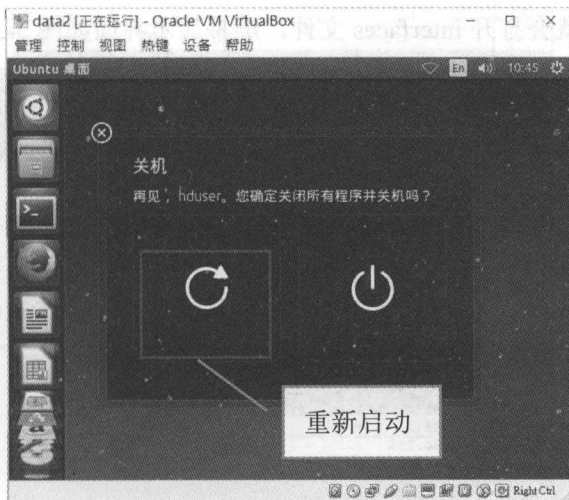 data2 [正在运行] - Oracle VM VirtualBox
管理 控制 视图 热键 设备 帮助
Ubuntu 桌面 En 10:45
关机
再见，hduser。您确定关闭所有程序并关机吗？
重新启动
Right Ctrl